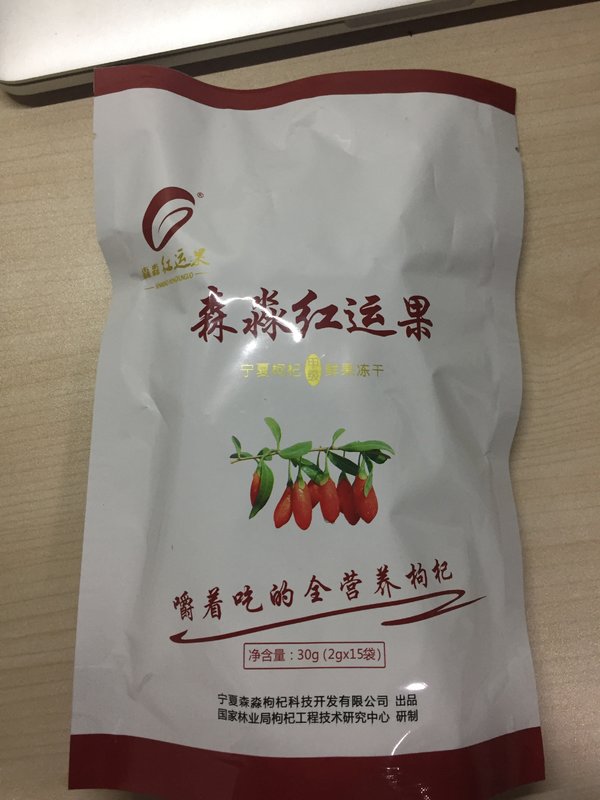 ®
森淼红运果
森淼红运果
宁夏枸杞 中宁 鲜果冻干
嚼着吃的全营养枸杞
净含量：30g (2gx15袋)
宁夏森淼枸杞科技开发有限公司 出品
国家林业局枸杞工程技术研究中心 研制